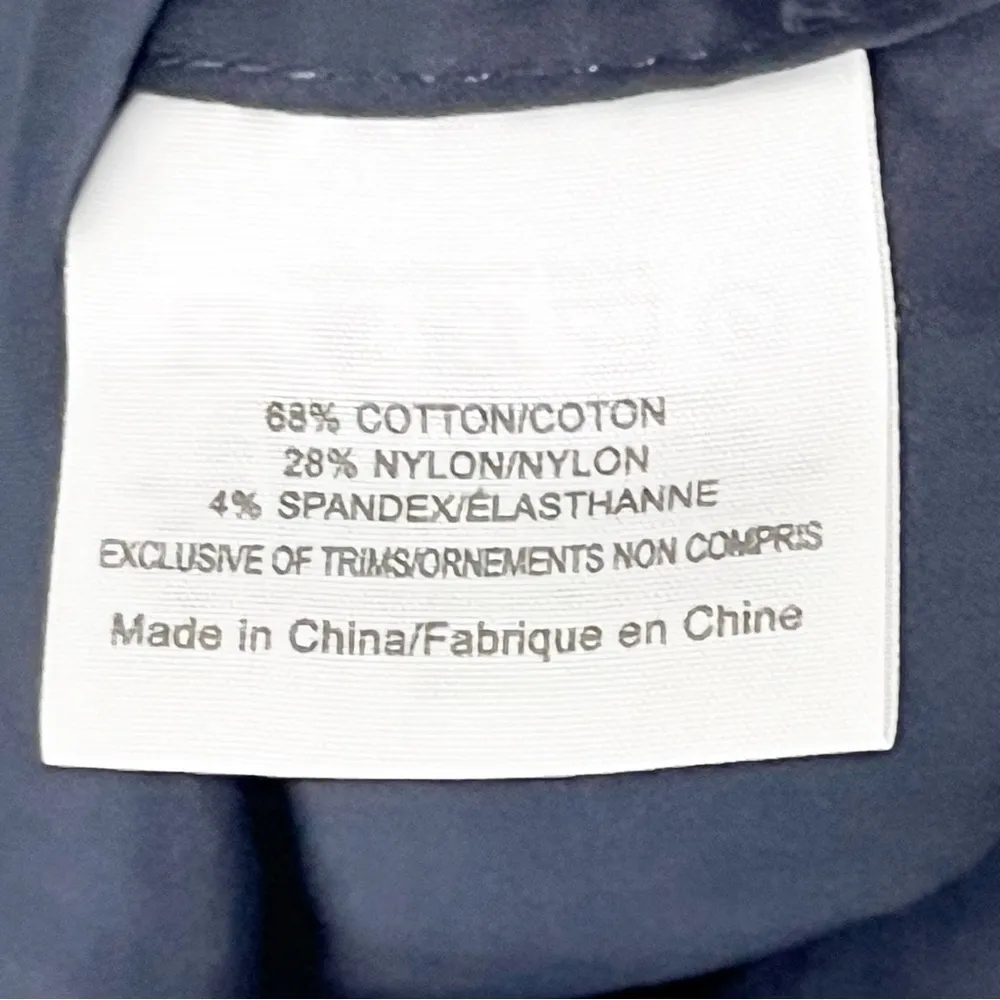 68% COTTON/COTON
28% NYLON/NYLON
4% SPANDEX/ÉLASTHANNE
EXCLUSIVE OF TRIMS/ORNEMENTS NON COMPRIS
Made in China/Fabrique en Chine